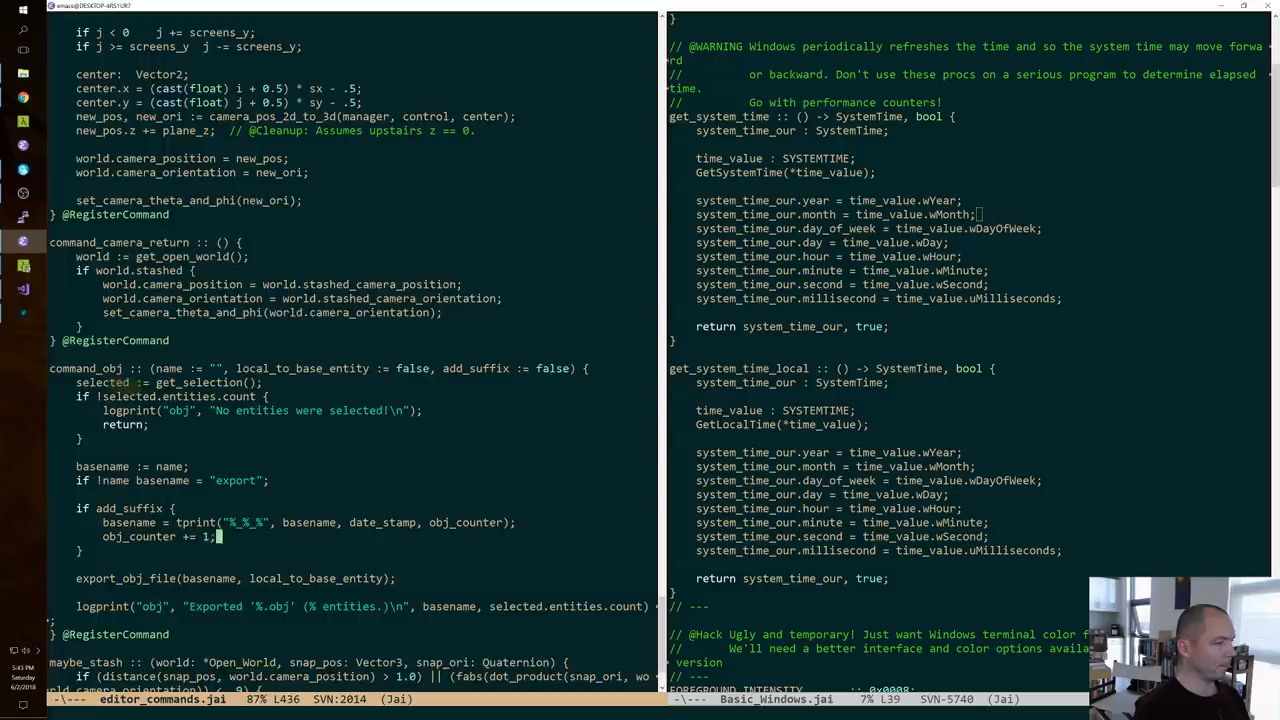 emacs@DESKTOP-4RS1UR7
if j < 0    j += screens_y;
if j >= screens_y  j -= screens_y;
center:  Vector2;
center.x = (cast(float) i + 0.5) * sx - .5;
center.y = (cast(float) j + 0.5) * sy - .5;
new_pos, new_ori := camera_pos_2d_to_3d(manager, control, center);
new_pos.z += plane_z;  // @Cleanup: Assumes upstairs z == 0.
world.camera_position = new_pos;
world.camera_orientation = new_ori;
set_camera_theta_and_phi(new_ori);
} @RegisterCommand
command_camera_return :: () {
world := get_open_world();
if world.stashed {
world.camera_position = world.stashed_camera_position;
world.camera_orientation = world.stashed_camera_orientation;
set_camera_theta_and_phi(world.camera_orientation);
}
} @RegisterCommand
command_obj :: (name := "", local_to_base_entity := false, add_suffix := false) {
selected := get_selection();
if !selected.entities.count {
logprint("obj", "No entities were selected!\n");
return;
}
basename := name;
if !name basename = "export";
if add_suffix {
basename = tprint("%_%_%", basename, date_stamp, obj_counter);
obj_counter += 1;
}
export_obj_file(basename, local_to_base_entity);
logprint("obj", "Exported '%.obj' (% entities.)\n", basename, selected.entities.count)
;
} @RegisterCommand
maybe_stash :: (world: *Open_World, snap_pos: Vector3, snap_ori: Quaternion) {
if (distance(snap_pos, world.camera_position) > 1.0) || (fabs(dot_product(snap_ori, wo
rld.camera_orientation)) < .9) {
-\---  editor_commands.jai    87% L436  SVN:2014  (Jai)
}
// @WARNING Windows periodically refreshes the time and so the system time may move forwa
rd
//          or backward. Don't use these procs on a serious program to determine elapsed
time.
//          Go with performance counters!
get_system_time :: () -> SystemTime, bool {
system_time_our : SystemTime;
time_value : SYSTEMTIME;
GetSystemTime(*time_value);
system_time_our.year = time_value.wYear;
system_time_our.month = time_value.wMonth;
system_time_our.day_of_week = time_value.wDayOfWeek;
system_time_our.day = time_value.wDay;
system_time_our.hour = time_value.wHour;
system_time_our.minute = time_value.wMinute;
system_time_our.second = time_value.wSecond;
system_time_our.millisecond = time_value.uMilliseconds;
return system_time_our, true;
}
get_system_time_local :: () -> SystemTime, bool {
system_time_our : SystemTime;
time_value : SYSTEMTIME;
GetLocalTime(*time_value);
system_time_our.year = time_value.wYear;
system_time_our.month = time_value.wMonth;
system_time_our.day_of_week = time_value.wDayOfWeek;
system_time_our.day = time_value.wDay;
system_time_our.hour = time_value.wHour;
system_time_our.minute = time_value.wMinute;
system_time_our.second = time_value.wSecond;
system_time_our.millisecond = time_value.uMilliseconds;
return system_time_our, true;
}
// ---
// @Hack Ugly and temporary! Just want Windows terminal color f
//       We'll need a better interface and color options availa
version
// ---
FOREGROUND_INTENSITY      :: 0x0008;
-\---  Basic_Windows.jai    7% L39   SVN-5740  (Jai)
5:43 PM
Saturday
6/2/2018